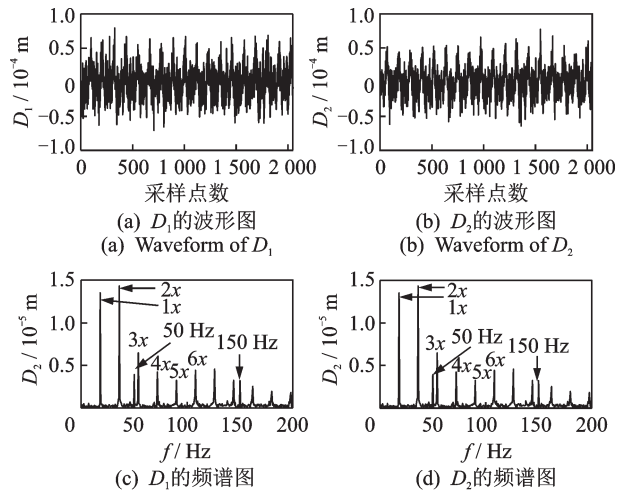 D₁ / 10⁻⁴ m
1.0
0.5
0
−0.5
−1.0
0 500 1 000 1 500 2 000
采样点数
(a) D₁的波形图
(a) Waveform of D₁
D₂ / 10⁻⁴ m
1.0
0.5
0
−0.5
−1.0
0 500 1 000 1 500 2 000
采样点数
(b) D₂的波形图
(b) Waveform of D₂
D₂ / 10⁻⁵ m
1.5
1.0
0.5
2x
1x
3x
50 Hz
150 Hz
4x
5x
6x
0 50 100 150 200
f / Hz
(c) D₁的频谱图
D₂ / 10⁻⁵ m
1.5
1.0
0.5
2x
1x
3x
50 Hz
150 Hz
4x
5x
6x
0 50 100 150 200
f / Hz
(d) D₂的频谱图